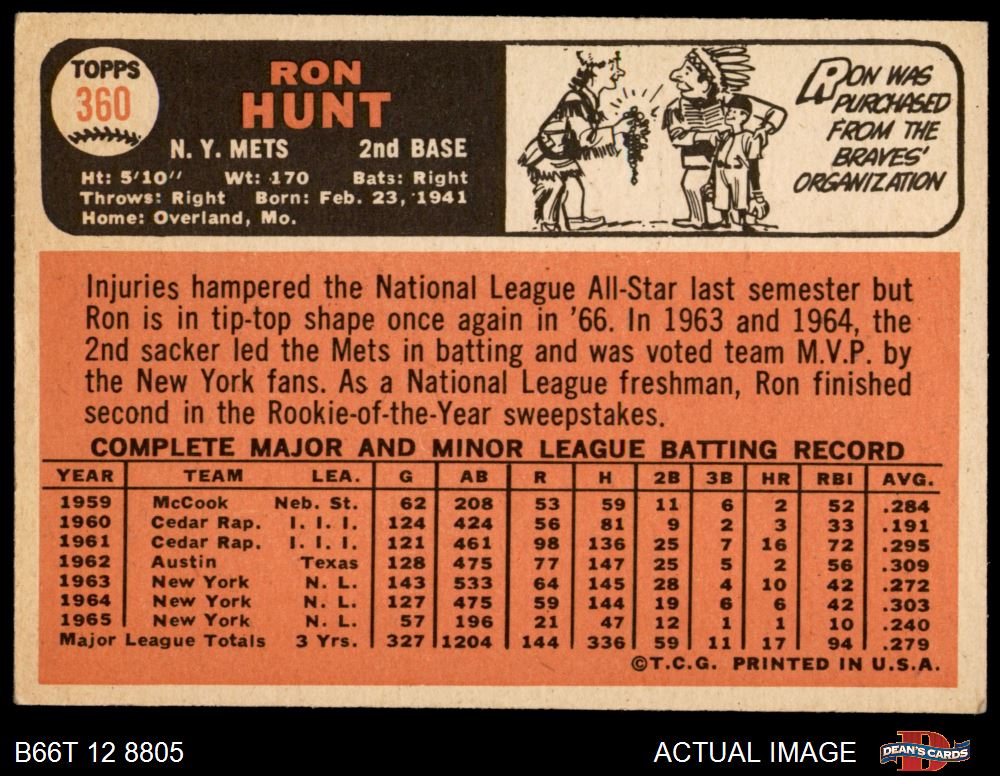 TOPPS
360
RON
HUNT
N. Y. METS 2nd BASE
Ht: 5'10" Wt: 170 Bats: Right
Throws: Right Born: Feb. 23, 1941
Home: Overland, Mo.
RON WAS
PURCHASED
FROM THE
BRAVES'
ORGANIZATION
Injuries hampered the National League All-Star last semester but
Ron is in tip-top shape once again in '66. In 1963 and 1964, the
2nd sacker led the Mets in batting and was voted team M.V.P. by
the New York fans. As a National League freshman, Ron finished
second in the Rookie-of-the-Year sweepstakes.
COMPLETE MAJOR AND MINOR LEAGUE BATTING RECORD
YEAR TEAM LEA. G AB R H 2B 3B HR RBI AVG.
1959 McCook Neb. St. 62 208 53 59 11 6 2 52 .284
1960 Cedar Rap. I. I. I. 124 424 56 81 9 2 3 33 .191
1961 Cedar Rap. I. I. I. 121 461 98 136 25 7 16 72 .295
1962 Austin Texas 128 475 77 147 25 5 2 56 .309
1963 New York N. L. 143 533 64 145 28 4 10 42 .272
1964 New York N. L. 127 475 59 144 19 6 6 42 .303
1965 New York N. L. 57 196 21 47 12 1 1 10 .240
Major League Totals 3 Yrs. 327 1204 144 336 59 11 17 94 .279
©T.C.G. PRINTED IN U.S.A.
B66T 12 8805 ACTUAL IMAGE DEAN'S CARDS